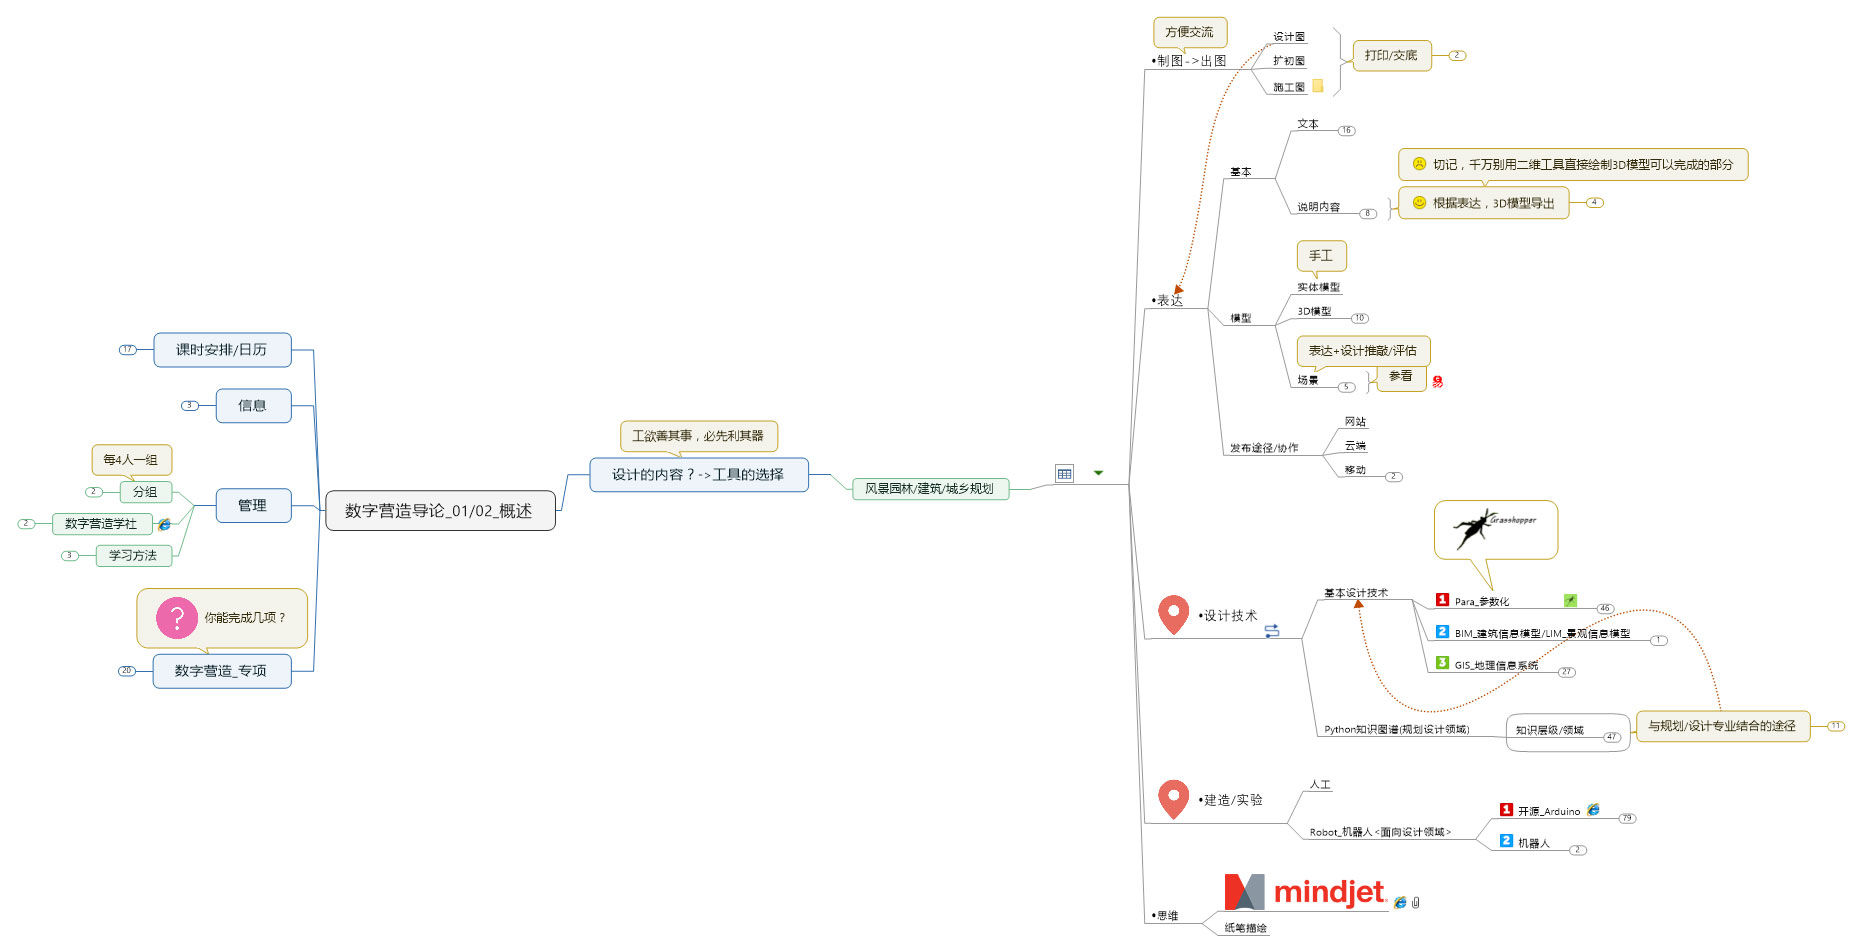 课时安排/日历
17
信息
3
每4人一组
分组
2
管理
数字营造学社
2
学习方法
3
? 你能完成几项？
数字营造_专项
20
数字营造导论_01/02_概述
工欲善其事，必先利其器
设计的内容？->工具的选择
风景园林/建筑/城乡规划
方便交流
•制图->出图
设计图
扩初图
施工图
打印/交底
2
•表达
基本
文本
16
说明内容
8
切记，千万别用二维工具直接绘制3D模型可以完成的部分
根据表达，3D模型导出
4
模型
手工
实体模型
3D模型
10
表达+设计推敲/评估
场景
5
参看
发布途径/协作
网站
云端
移动
2
•设计技术
基本设计技术
Grasshopper
1 Para_参数化
46
2 BIM_建筑信息模型/LIM_景观信息模型
1
3 GIS_地理信息系统
27
Python知识图谱(规划设计领域)
知识层级/领域
47
与规划/设计专业结合的途径
11
•建造/实验
人工
Robot_机器人<面向设计领域>
1 开源_Arduino
79
2 机器人
2
•思维
mindjet
纸笔描绘